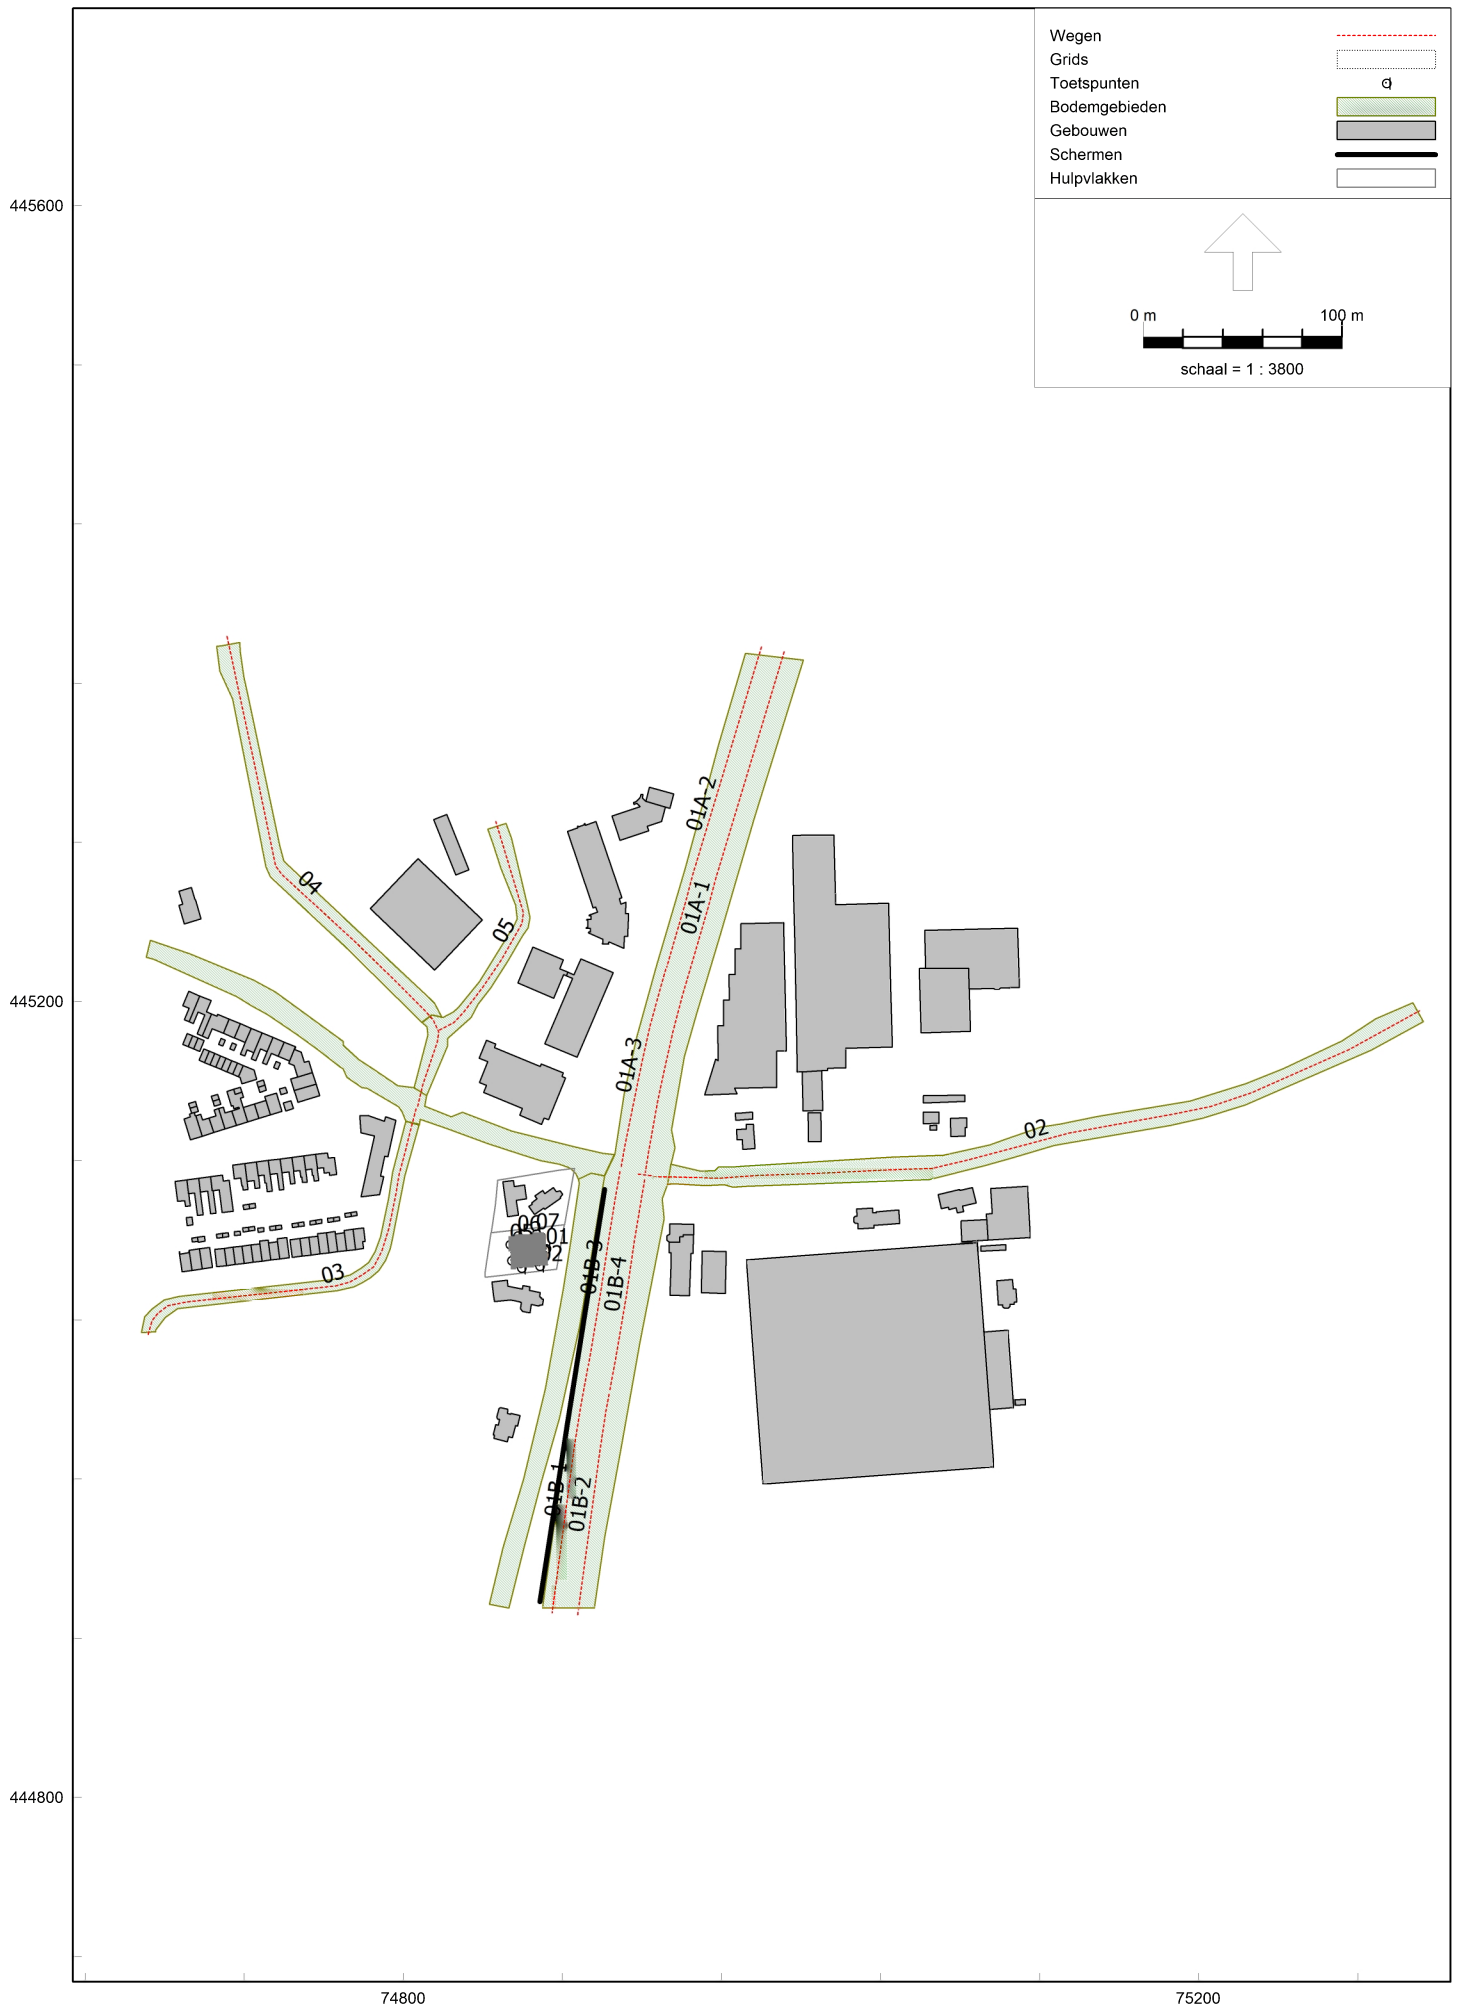 Wegen
Grids
Toetspunten
Bodemgebieden
Gebouwen
Schermen
Hulpvlakken
0 m 100 m
schaal = 1 : 3800
445600
01A-2
04
01A-1
05
445200
01A-3
02
07
01
02
01B-3
01B-4
03
01B-1
01B-2
444800
74800 75200